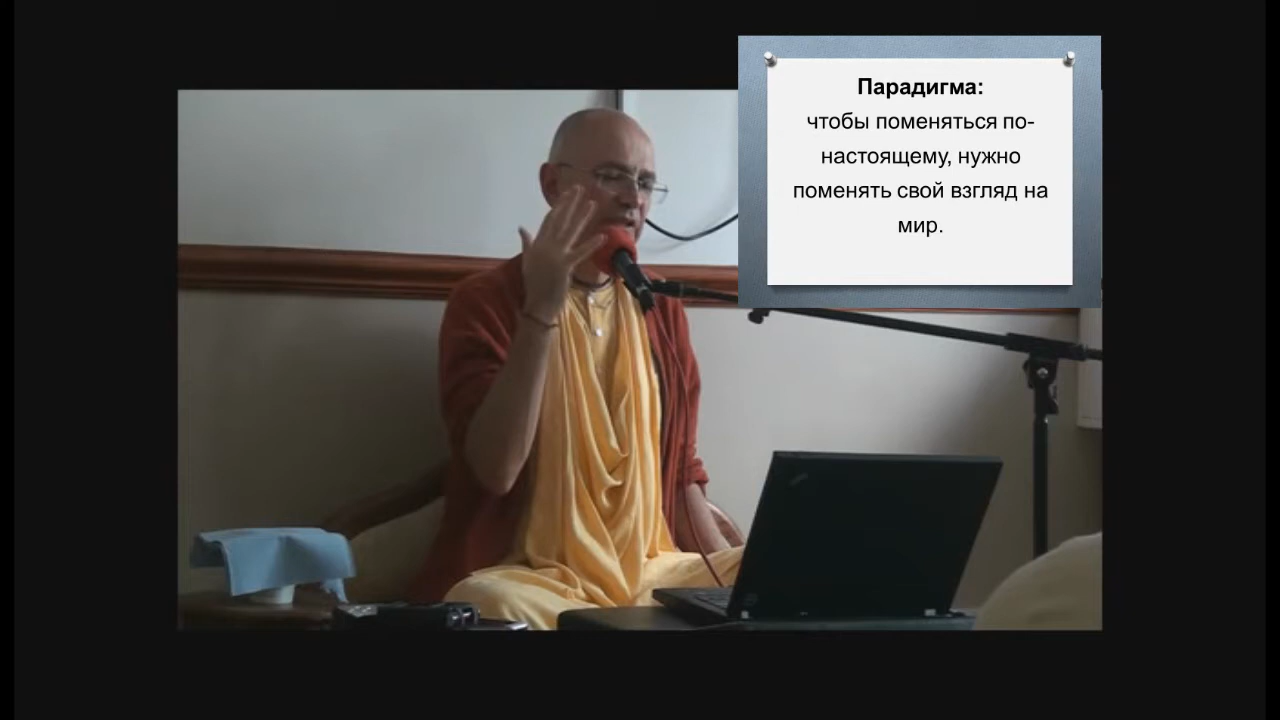 Парадигма:
чтобы поменяться по-
настоящему, нужно
поменять свой взгляд на
мир.